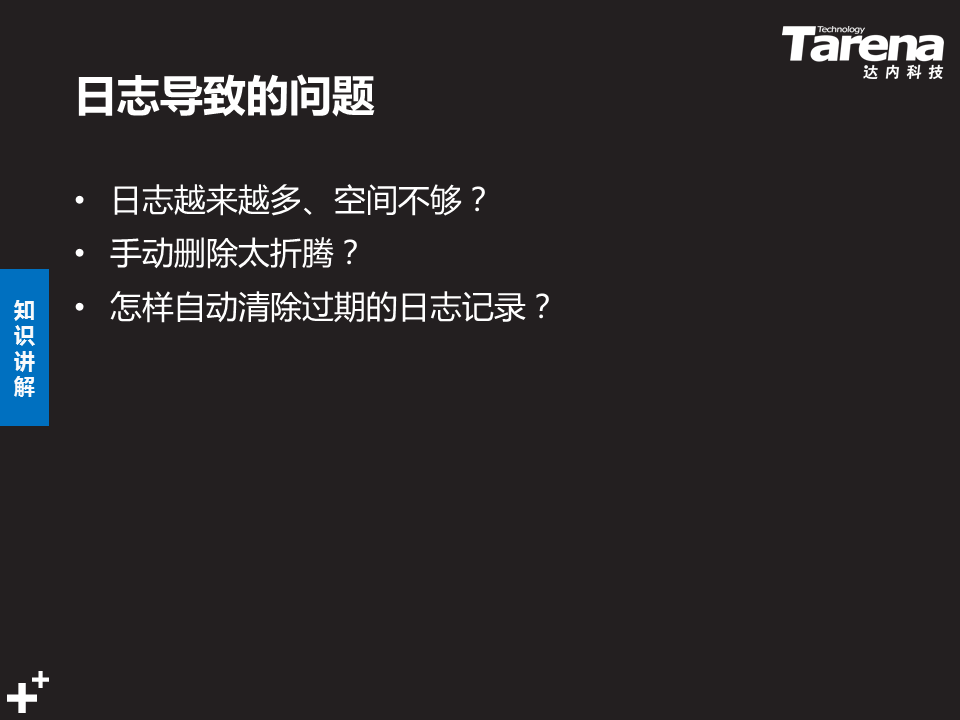 Technology
Tarena
达内科技
日志导致的问题
• 日志越来越多、空间不够？
• 手动删除太折腾？
• 怎样自动清除过期的日志记录？
知识讲解